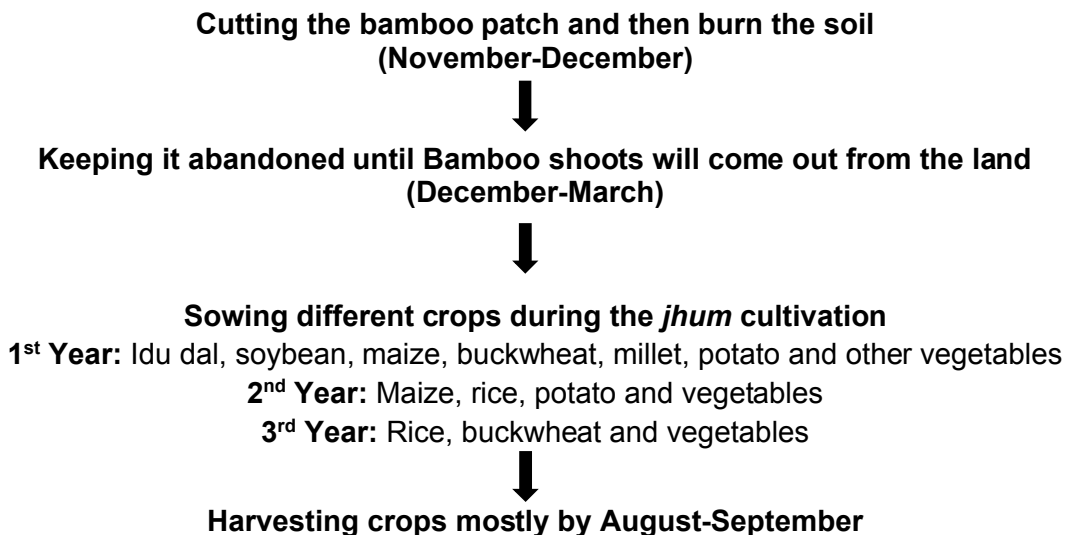 Cutting the bamboo patch and then burn the soil
(November-December)
Keeping it abandoned until Bamboo shoots will come out from the land
(December-March)
Sowing different crops during the jhum cultivation
1st Year: Idu dal, soybean, maize, buckwheat, millet, potato and other vegetables
2nd Year: Maize, rice, potato and vegetables
3rd Year: Rice, buckwheat and vegetables
Harvesting crops mostly by August-September